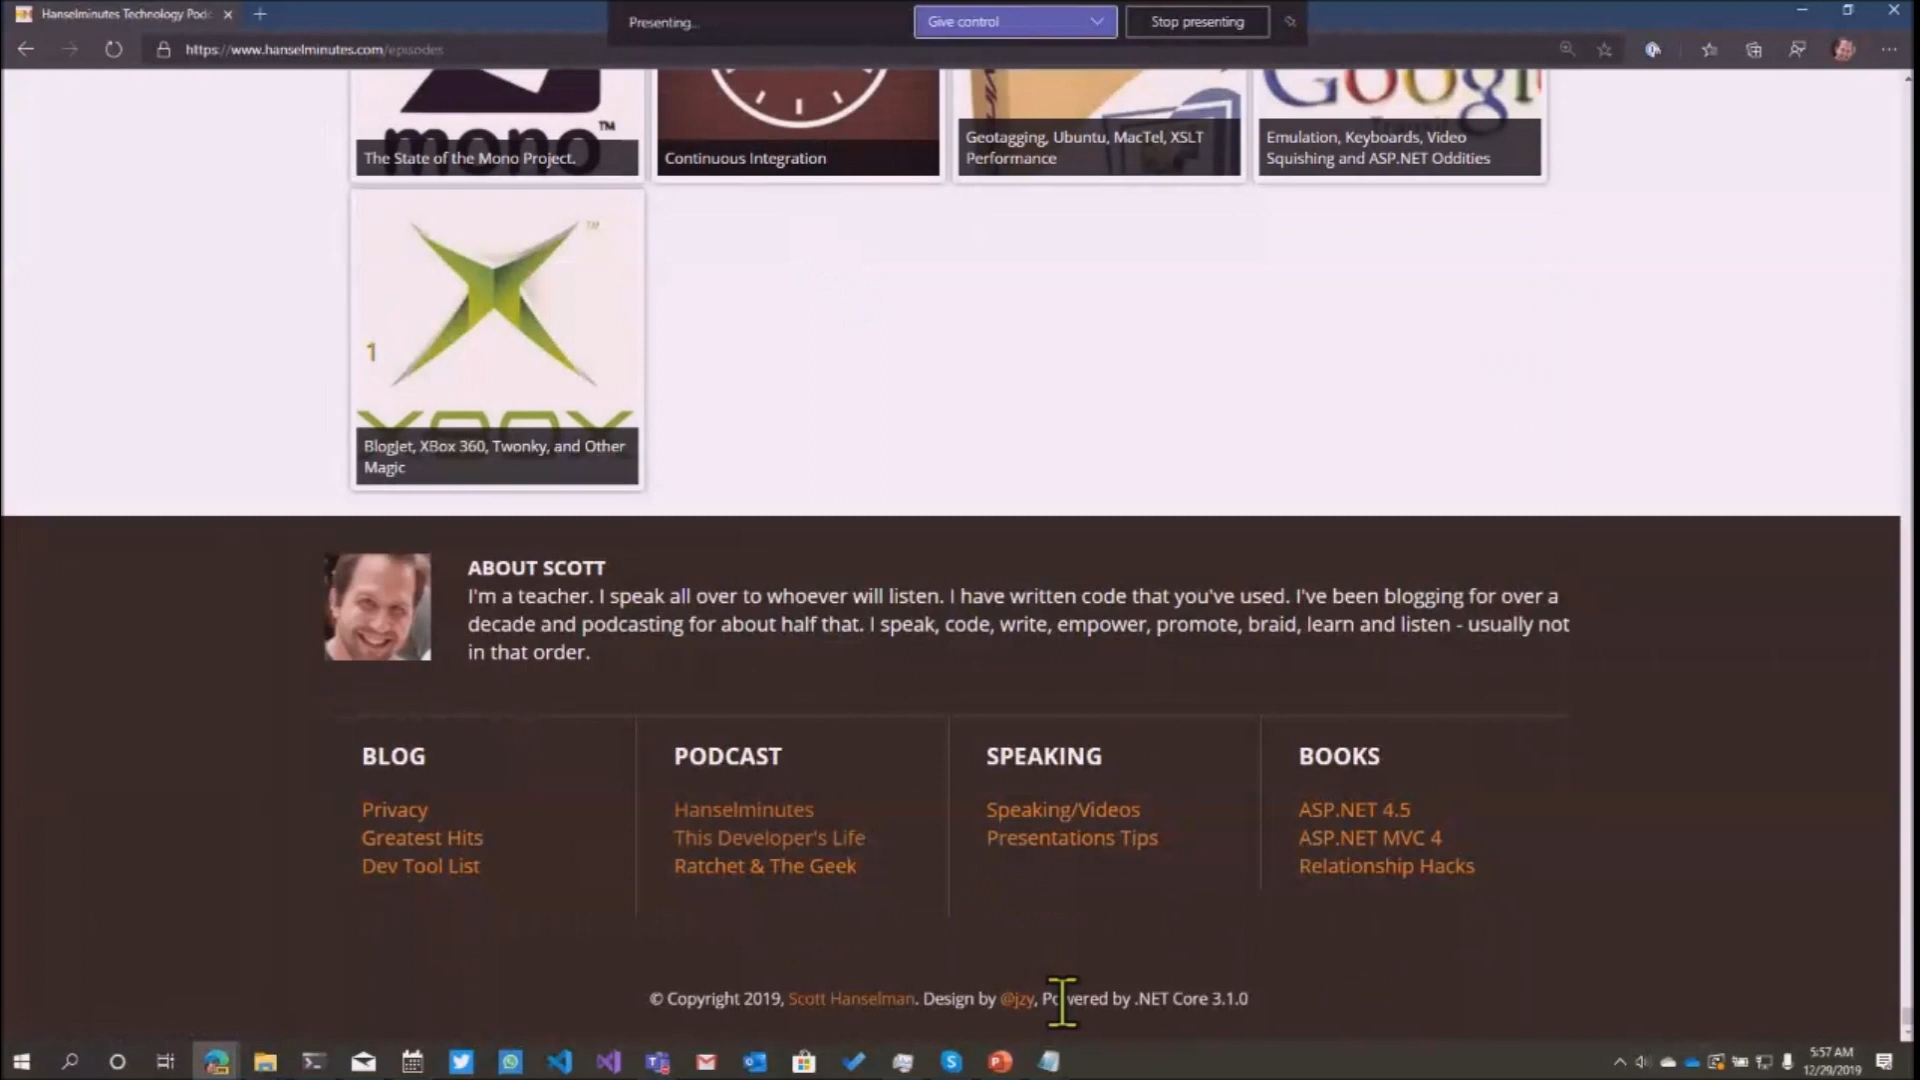 Hanselminutes Technology Podc
Presenting...
Give control
Stop presenting
https://www.hanselminutes.com/episodes
mono™
The State of the Mono Project.
Continuous Integration
Geotagging, Ubuntu, MacTel, XSLT
Performance
Google
Emulation, Keyboards, Video
Squishing and ASP.NET Oddities
™
1
XBOX
BlogJet, XBox 360, Twonky, and Other
Magic
ABOUT SCOTT
I'm a teacher. I speak all over to whoever will listen. I have written code that you've used. I've been blogging for over a
decade and podcasting for about half that. I speak, code, write, empower, promote, braid, learn and listen - usually not
in that order.
BLOG
Privacy
Greatest Hits
Dev Tool List
PODCAST
Hanselminutes
This Developer's Life
Ratchet & The Geek
SPEAKING
Speaking/Videos
Presentations Tips
BOOKS
ASP.NET 4.5
ASP.NET MVC 4
Relationship Hacks
© Copyright 2019, Scott Hanselman. Design by @jzy, Powered by .NET Core 3.1.0
5:57 AM
12/29/2019